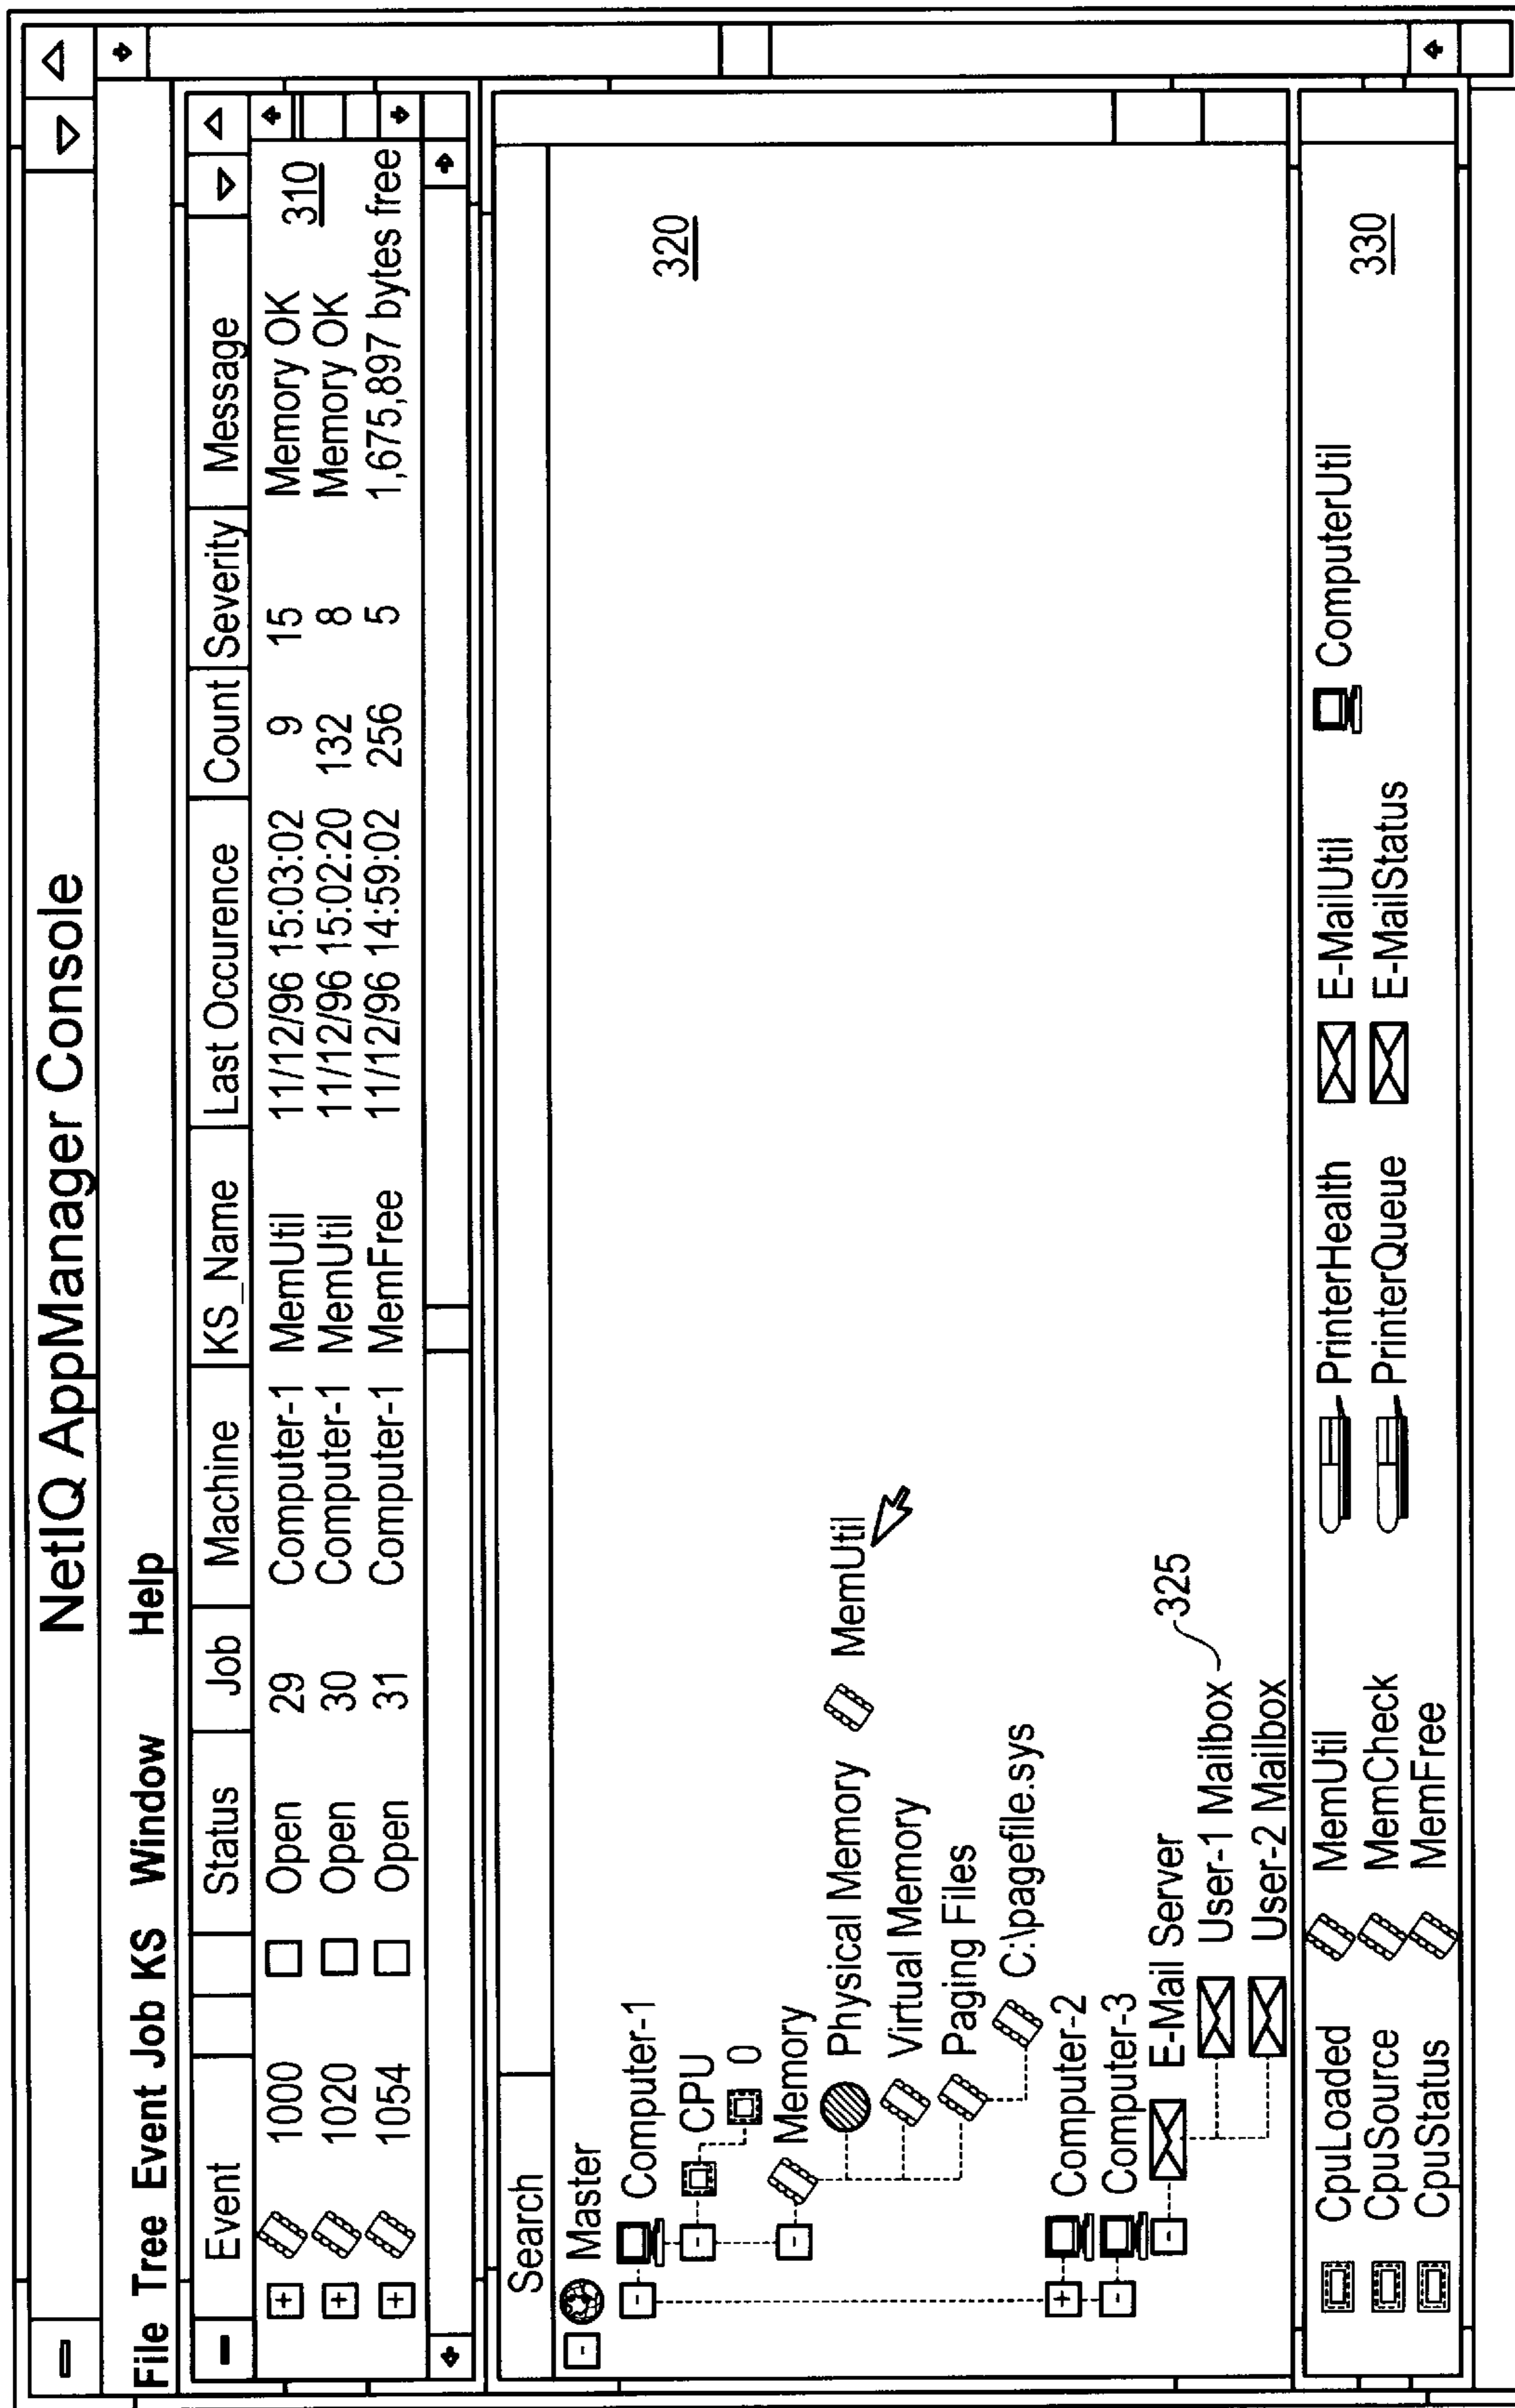 NetIQ AppManager Console
File Tree Event Job KS Window Help
Event Status Job Machine KS_Name Last Occurence Count Severity Message
+ 1000 Open 29 Computer-1 MemUtil 11/12/96 15:03:02 9 15 Memory OK
+ 1020 Open 30 Computer-1 MemUtil 11/12/96 15:02:20 132 8 Memory OK
+ 1054 Open 31 Computer-1 MemFree 11/12/96 14:59:02 256 5 1,675,897 bytes free
310
Search
- Master
- Computer-1
- CPU
0
- Memory
Physical Memory MemUtil
Virtual Memory
Paging Files
C:\pagefile.sys
+ Computer-2
- Computer-3
- E-Mail Server
User-1 Mailbox 325
User-2 Mailbox
320
CpuLoaded MemUtil PrinterHealth E-MailUtil ComputerUtil
CpuSource MemCheck PrinterQueue E-MailStatus
CpuStatus MemFree
330